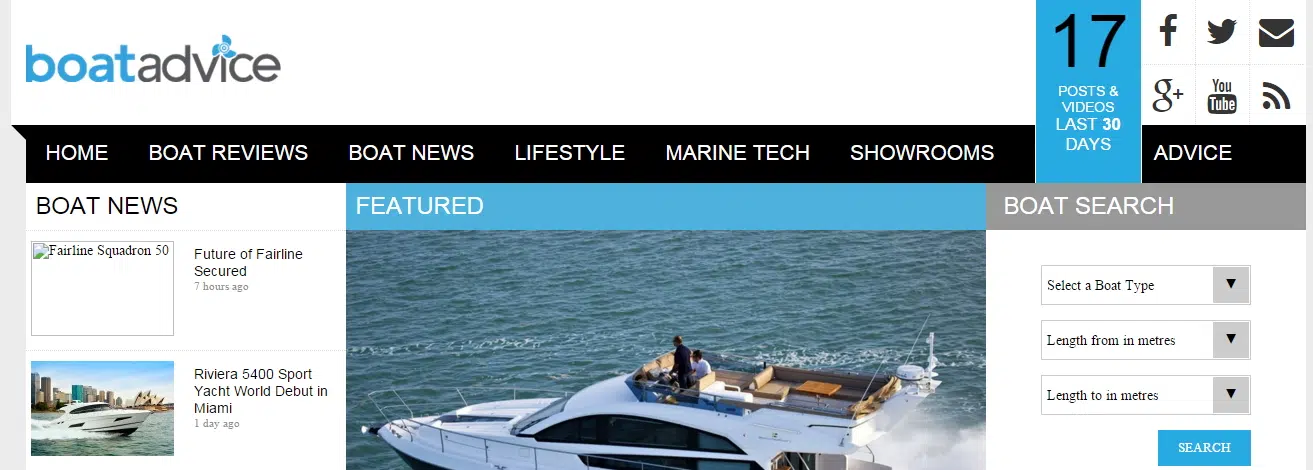 boatadvice
17
POSTS &
VIDEOS
LAST 30
DAYS
g+
You
Tube
HOME
BOAT REVIEWS
BOAT NEWS
LIFESTYLE
MARINE TECH
SHOWROOMS
ADVICE
BOAT NEWS
Fairline Squadron 50
Future of Fairline
Secured
7 hours ago
Riviera 5400 Sport
Yacht World Debut in
Miami
1 day ago
FEATURED
BOAT SEARCH
Select a Boat Type
Length from in metres
Length to in metres
SEARCH